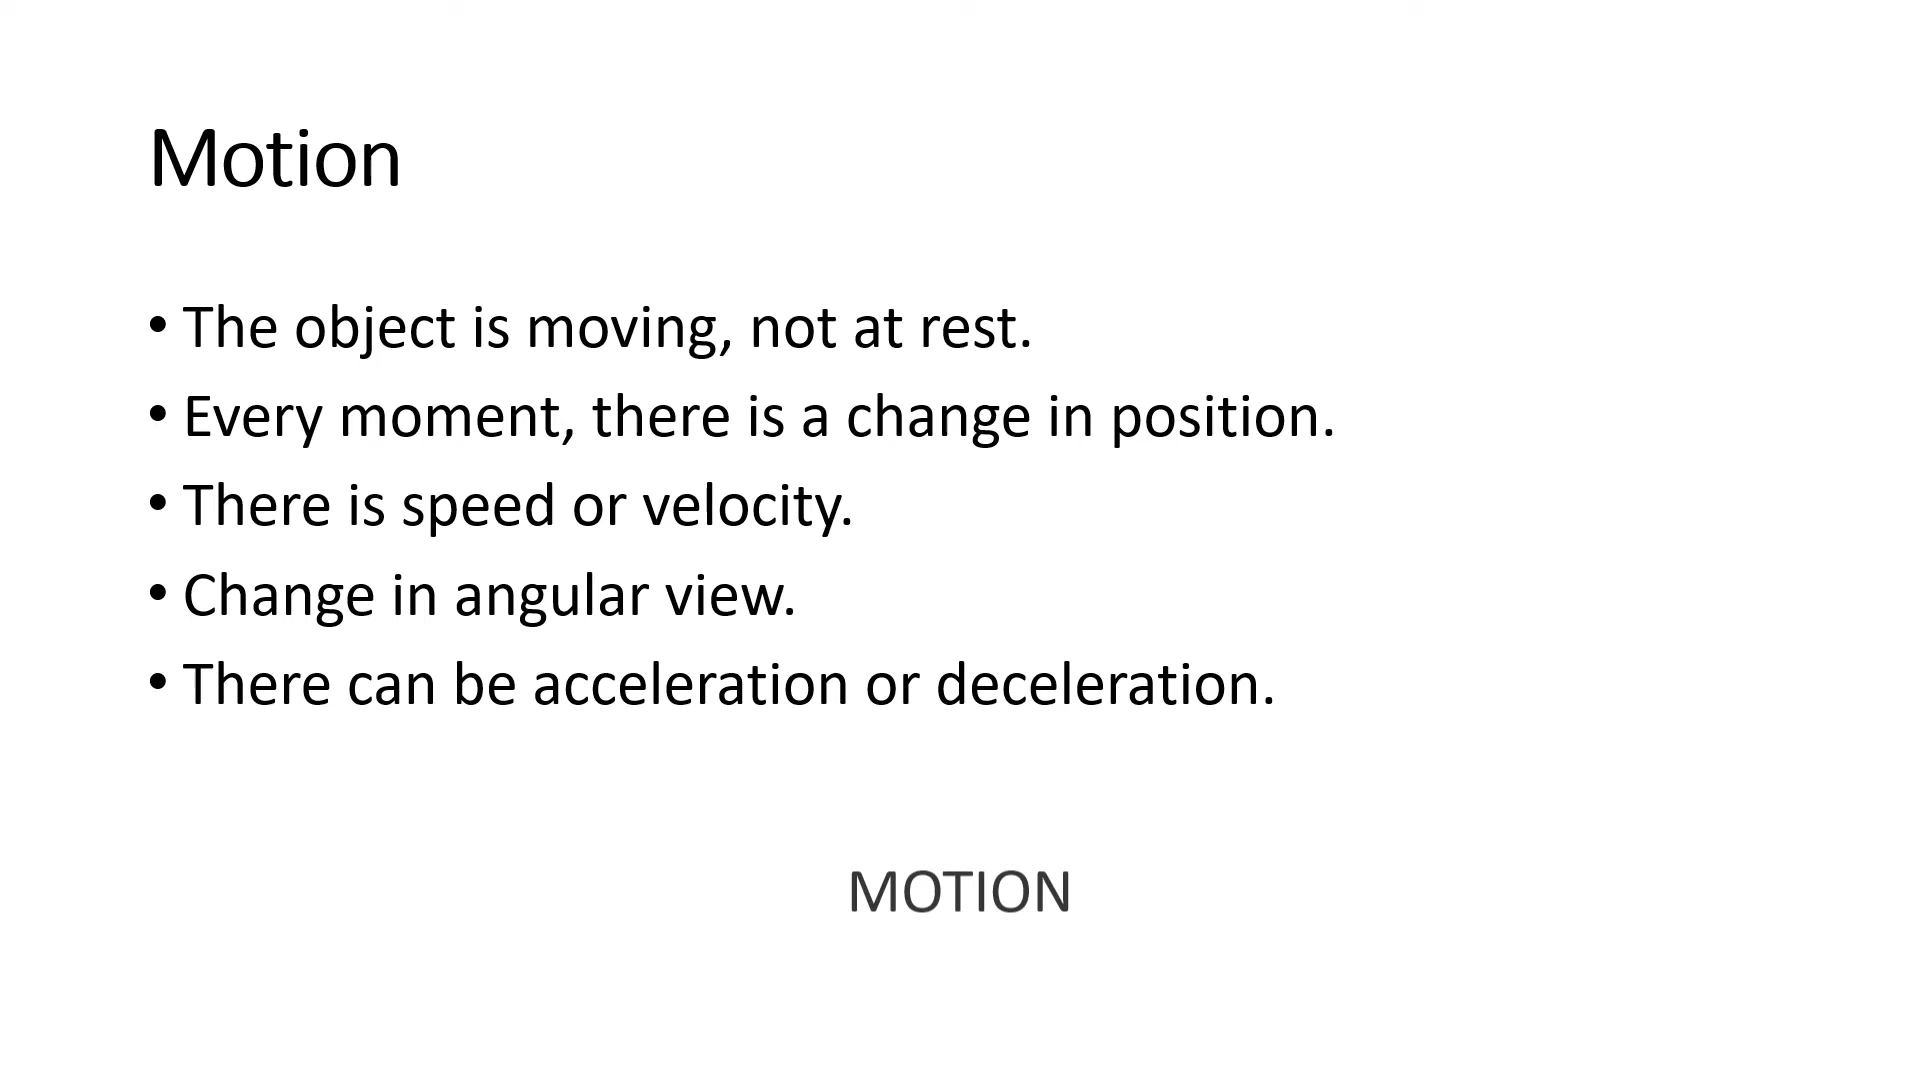 Motion
• The object is moving, not at rest.
• Every moment, there is a change in position.
• There is speed or velocity.
• Change in angular view.
• There can be acceleration or deceleration.
MOTION